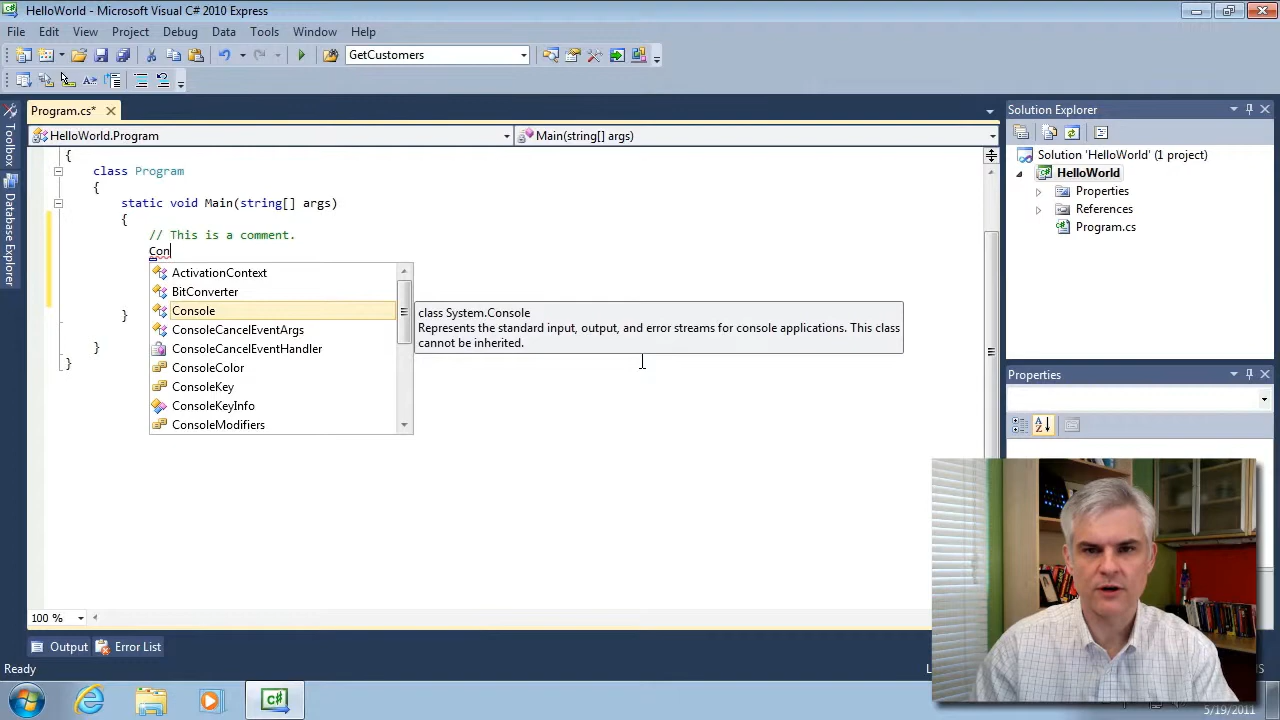 HelloWorld - Microsoft Visual C# 2010 Express
File Edit View Project Debug Data Tools Window Help
GetCustomers
Program.cs*
HelloWorld.Program
Main(string[] args)
Toolbox
Database Explorer
{
class Program
{
static void Main(string[] args)
{
// This is a comment.
Con
ActivationContext
BitConverter
Console
ConsoleCancelEventArgs
ConsoleCancelEventHandler
ConsoleColor
ConsoleKey
ConsoleKeyInfo
ConsoleModifiers
class System.Console
Represents the standard input, output, and error streams for console applications. This class
cannot be inherited.
}
}
}
100 %
Solution Explorer
Solution 'HelloWorld' (1 project)
HelloWorld
Properties
References
Program.cs
Properties
Output
Error List
Ready
C#
5/19/2011